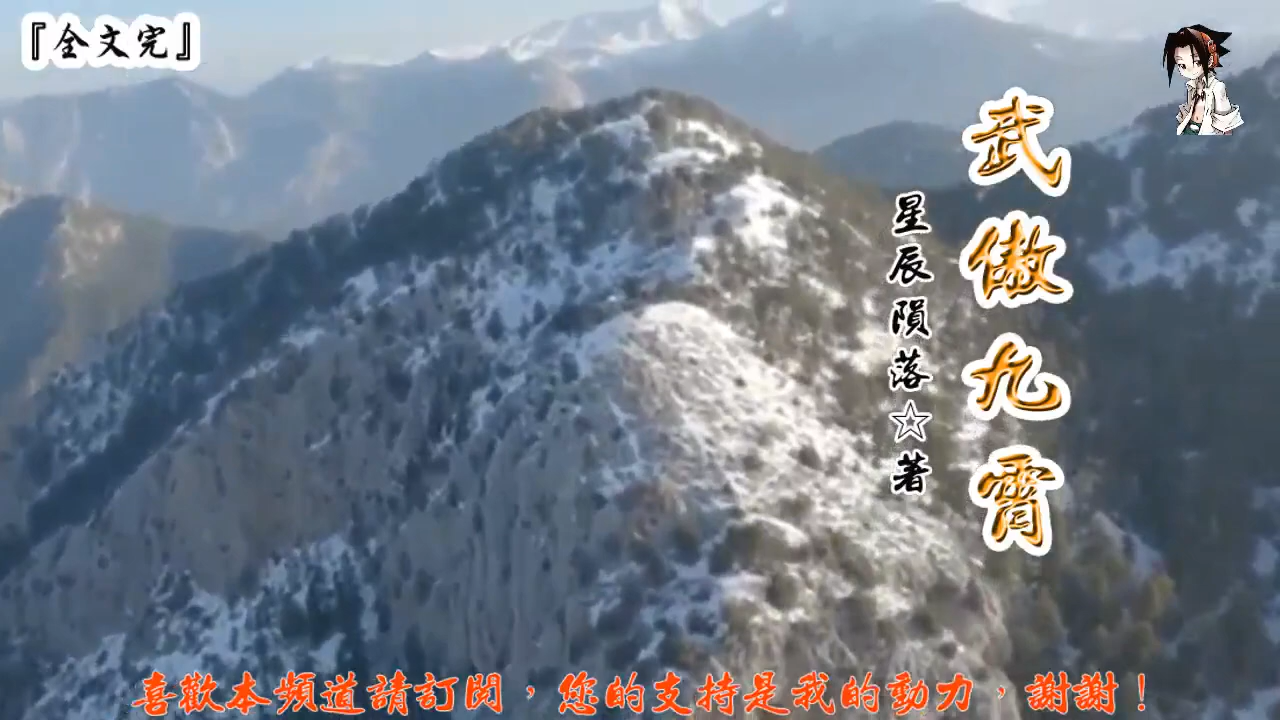 『全文完』
武傲九霄
星辰隕落☆著
喜歡本頻道請訂閱，您的支持是我的動力，謝謝！